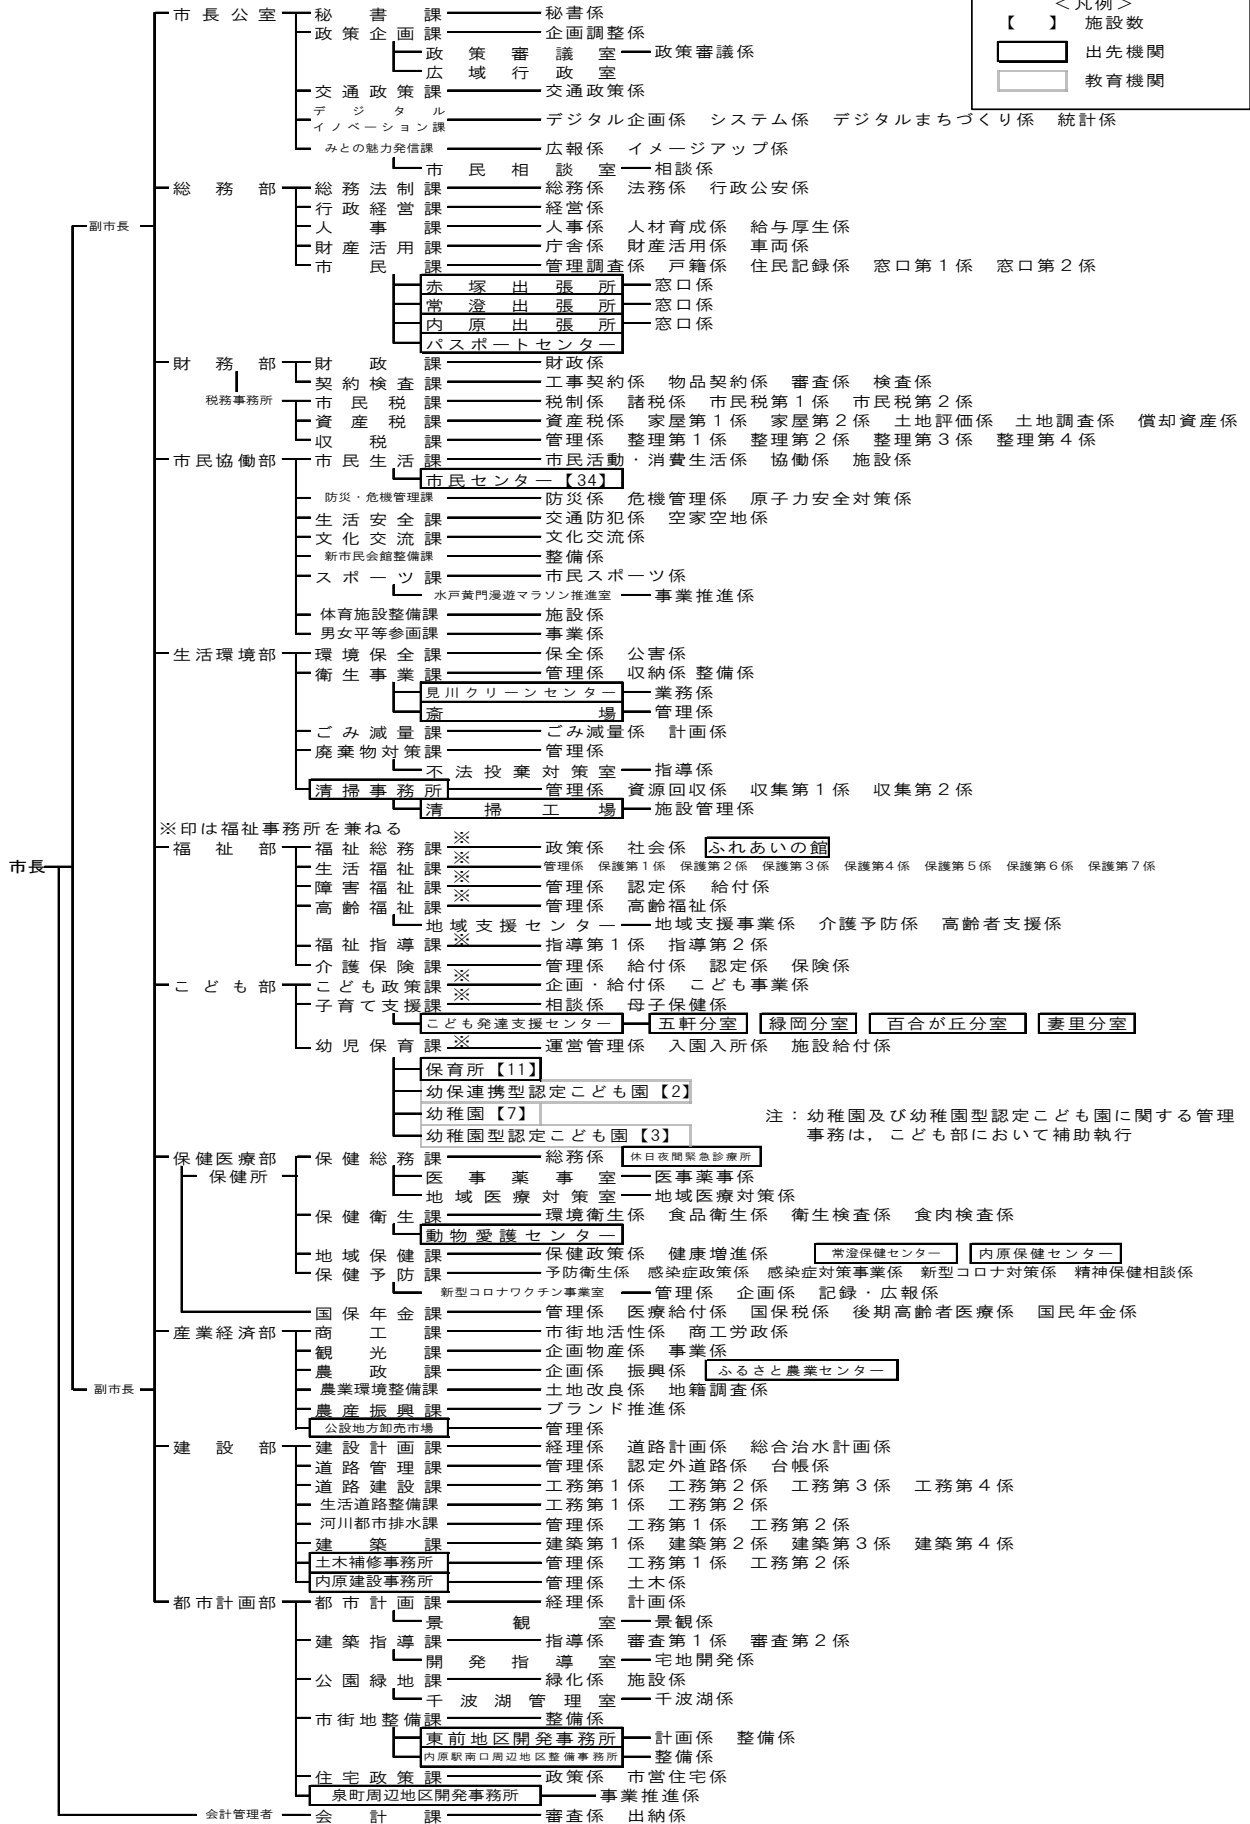 市長公室 秘書課 秘書係
<凡例>
政策企画課 企画調整係
【 】 施設数
政策審議室 政策審議係
出先機関
広域行政室
教育機関
交通政策課 交通政策係
デジタル
イノベーション課 デジタル企画係 システム係 デジタルまちづくり係 統計係
みとの魅力発信課 広報係 イメージアップ係
市民相談室 相談係
総務部 総務法制課 総務係 法務係 行政公安係
行政経営課 経営係
副市長 人事課 人事係 人材育成係 給与厚生係
財産活用課 庁舎係 財産活用係 車両係
市民課 管理調査係 戸籍係 住民記録係 窓口第1係 窓口第2係
赤塚出張所 窓口係
常澄出張所 窓口係
内原出張所 窓口係
パスポートセンター
財務部 財政課 財政係
契約検査課 工事契約係 物品契約係 審査係 検査係
税務事務所 市民税課 税制係 諸税係 市民税第1係 市民税第2係
資産税課 資産税係 家屋第1係 家屋第2係 土地評価係 土地調査係 償却資産係
収税課 管理係 整理第1係 整理第2係 整理第3係 整理第4係
市民協働部 市民生活課 市民活動・消費生活係 協働係 施設係
市民センター【34】
防災・危機管理課 防災係 危機管理係 原子力安全対策係
生活安全課 交通防犯係 空家空地係
文化交流課 文化交流係
新市民会館整備課 整備係
スポーツ課 市民スポーツ係
水戸黄門漫遊マラソン推進室 事業推進係
体育施設整備課 施設係
男女平等参画課 事業係
生活環境部 環境保全課 保全係 公害係
衛生事業課 管理係 収納係 整備係
見川クリーンセンター 業務係
斎場 管理係
ごみ減量課 ごみ減量係 計画係
廃棄物対策課 管理係
不法投棄対策室 指導係
清掃事務所 管理係 資源回収係 収集第1係 収集第2係
清掃工場 施設管理係
※印は福祉事務所を兼ねる
福祉部 福祉総務課 ※ 政策係 社会係 ふれあいの館
市長 生活福祉課 ※ 管理係 保護第1係 保護第2係 保護第3係 保護第4係 保護第5係 保護第6係 保護第7係
障害福祉課 ※ 管理係 認定係 給付係
高齢福祉課 ※ 管理係 高齢福祉係
地域支援センター 地域支援事業係 介護予防係 高齢者支援係
福祉指導課 ※ 指導第1係 指導第2係
介護保険課 管理係 給付係 認定係 保険係
こども部 こども政策課 ※ 企画・給付係 こども事業係
子育て支援課 ※ 相談係 母子保健係
こども発達支援センター 五軒分室 緑岡分室 百合が丘分室 妻里分室
幼児保育課 ※ 運営管理係 入園入所係 施設給付係
保育所【11】
幼保連携型認定こども園【2】
幼稚園【7】
幼稚園型認定こども園【3】
注：幼稚園及び幼稚園型認定こども園に関する管理
事務は，こども部において補助執行
保健医療部 保健総務課 総務係 休日夜間緊急診療所
保健所 医事薬事室 医事薬事係
地域医療対策室 地域医療対策係
保健衛生課 環境衛生係 食品衛生係 衛生検査係 食肉検査係
動物愛護センター
地域保健課 保健政策係 健康増進係 常澄保健センター 内原保健センター
保健予防課 予防衛生係 感染症政策係 感染症対策事業係 新型コロナ対策係 精神保健相談係
新型コロナワクチン事業室 管理係 企画係 記録・広報係
国保年金課 管理係 医療給付係 国保税係 後期高齢者医療係 国民年金係
産業経済部 商工課 市街地活性係 商工労政係
観光課 企画物産係 事業係
農政課 企画係 振興係 ふるさと農業センター
副市長 農業環境整備課 土地改良係 地籍調査係
農産振興課 ブランド推進係
公設地方卸売市場 管理係
建設部 建設計画課 経理係 道路計画係 総合治水計画係
道路管理課 管理係 認定外道路係 台帳係
道路建設課 工務第1係 工務第2係 工務第3係 工務第4係
生活道路整備課 工務第1係 工務第2係
河川都市排水課 管理係 工務第1係 工務第2係
建築課 建築第1係 建築第2係 建築第3係 建築第4係
土木補修事務所 管理係 工務第1係 工務第2係
内原建設事務所 管理係 土木係
都市計画部 都市計画課 経理係 計画係
景観室 景観係
建築指導課 指導係 審査第1係 審査第2係
開発指導室 宅地開発係
公園緑地課 緑化係 施設係
千波湖管理室 千波湖係
市街地整備課 整備係
東前地区開発事務所 計画係 整備係
内原駅南口周辺地区整備事務所 整備係
住宅政策課 政策係 市営住宅係
泉町周辺地区開発事務所 事業推進係
会計管理者 会計課 審査係 出納係